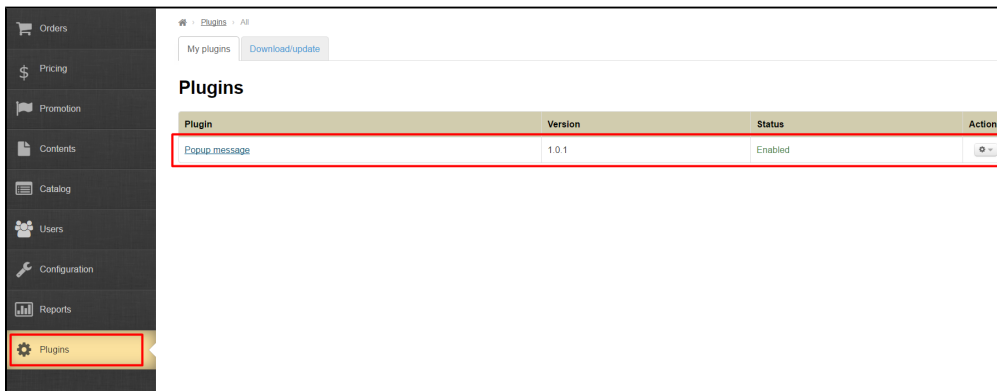 Orders
Pricing
Promotion
Contents
Catalog
Users
Configuration
Reports
Plugins
Plugins All
My plugins Download/update
Plugins
Plugin Version Status Action
Popup message 1.0.1 Enabled